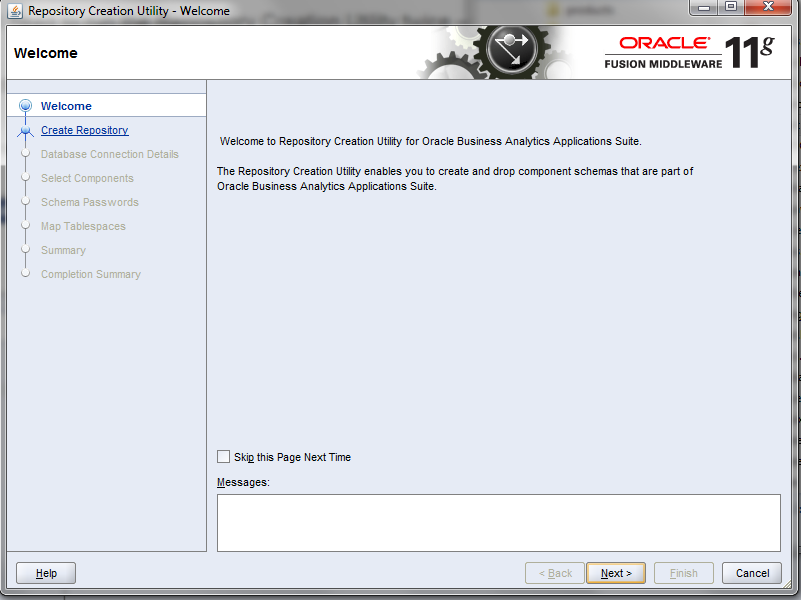 Repository Creation Utility - Welcome
Welcome
ORACLE
FUSION MIDDLEWARE 11g
Welcome
Create Repository
Database Connection Details
Select Components
Schema Passwords
Map Tablespaces
Summary
Completion Summary
Welcome to Repository Creation Utility for Oracle Business Analytics Applications Suite.
The Repository Creation Utility enables you to create and drop component schemas that are part of
Oracle Business Analytics Applications Suite.
Skip this Page Next Time
Messages:
Help
< Back
Next >
Finish
Cancel